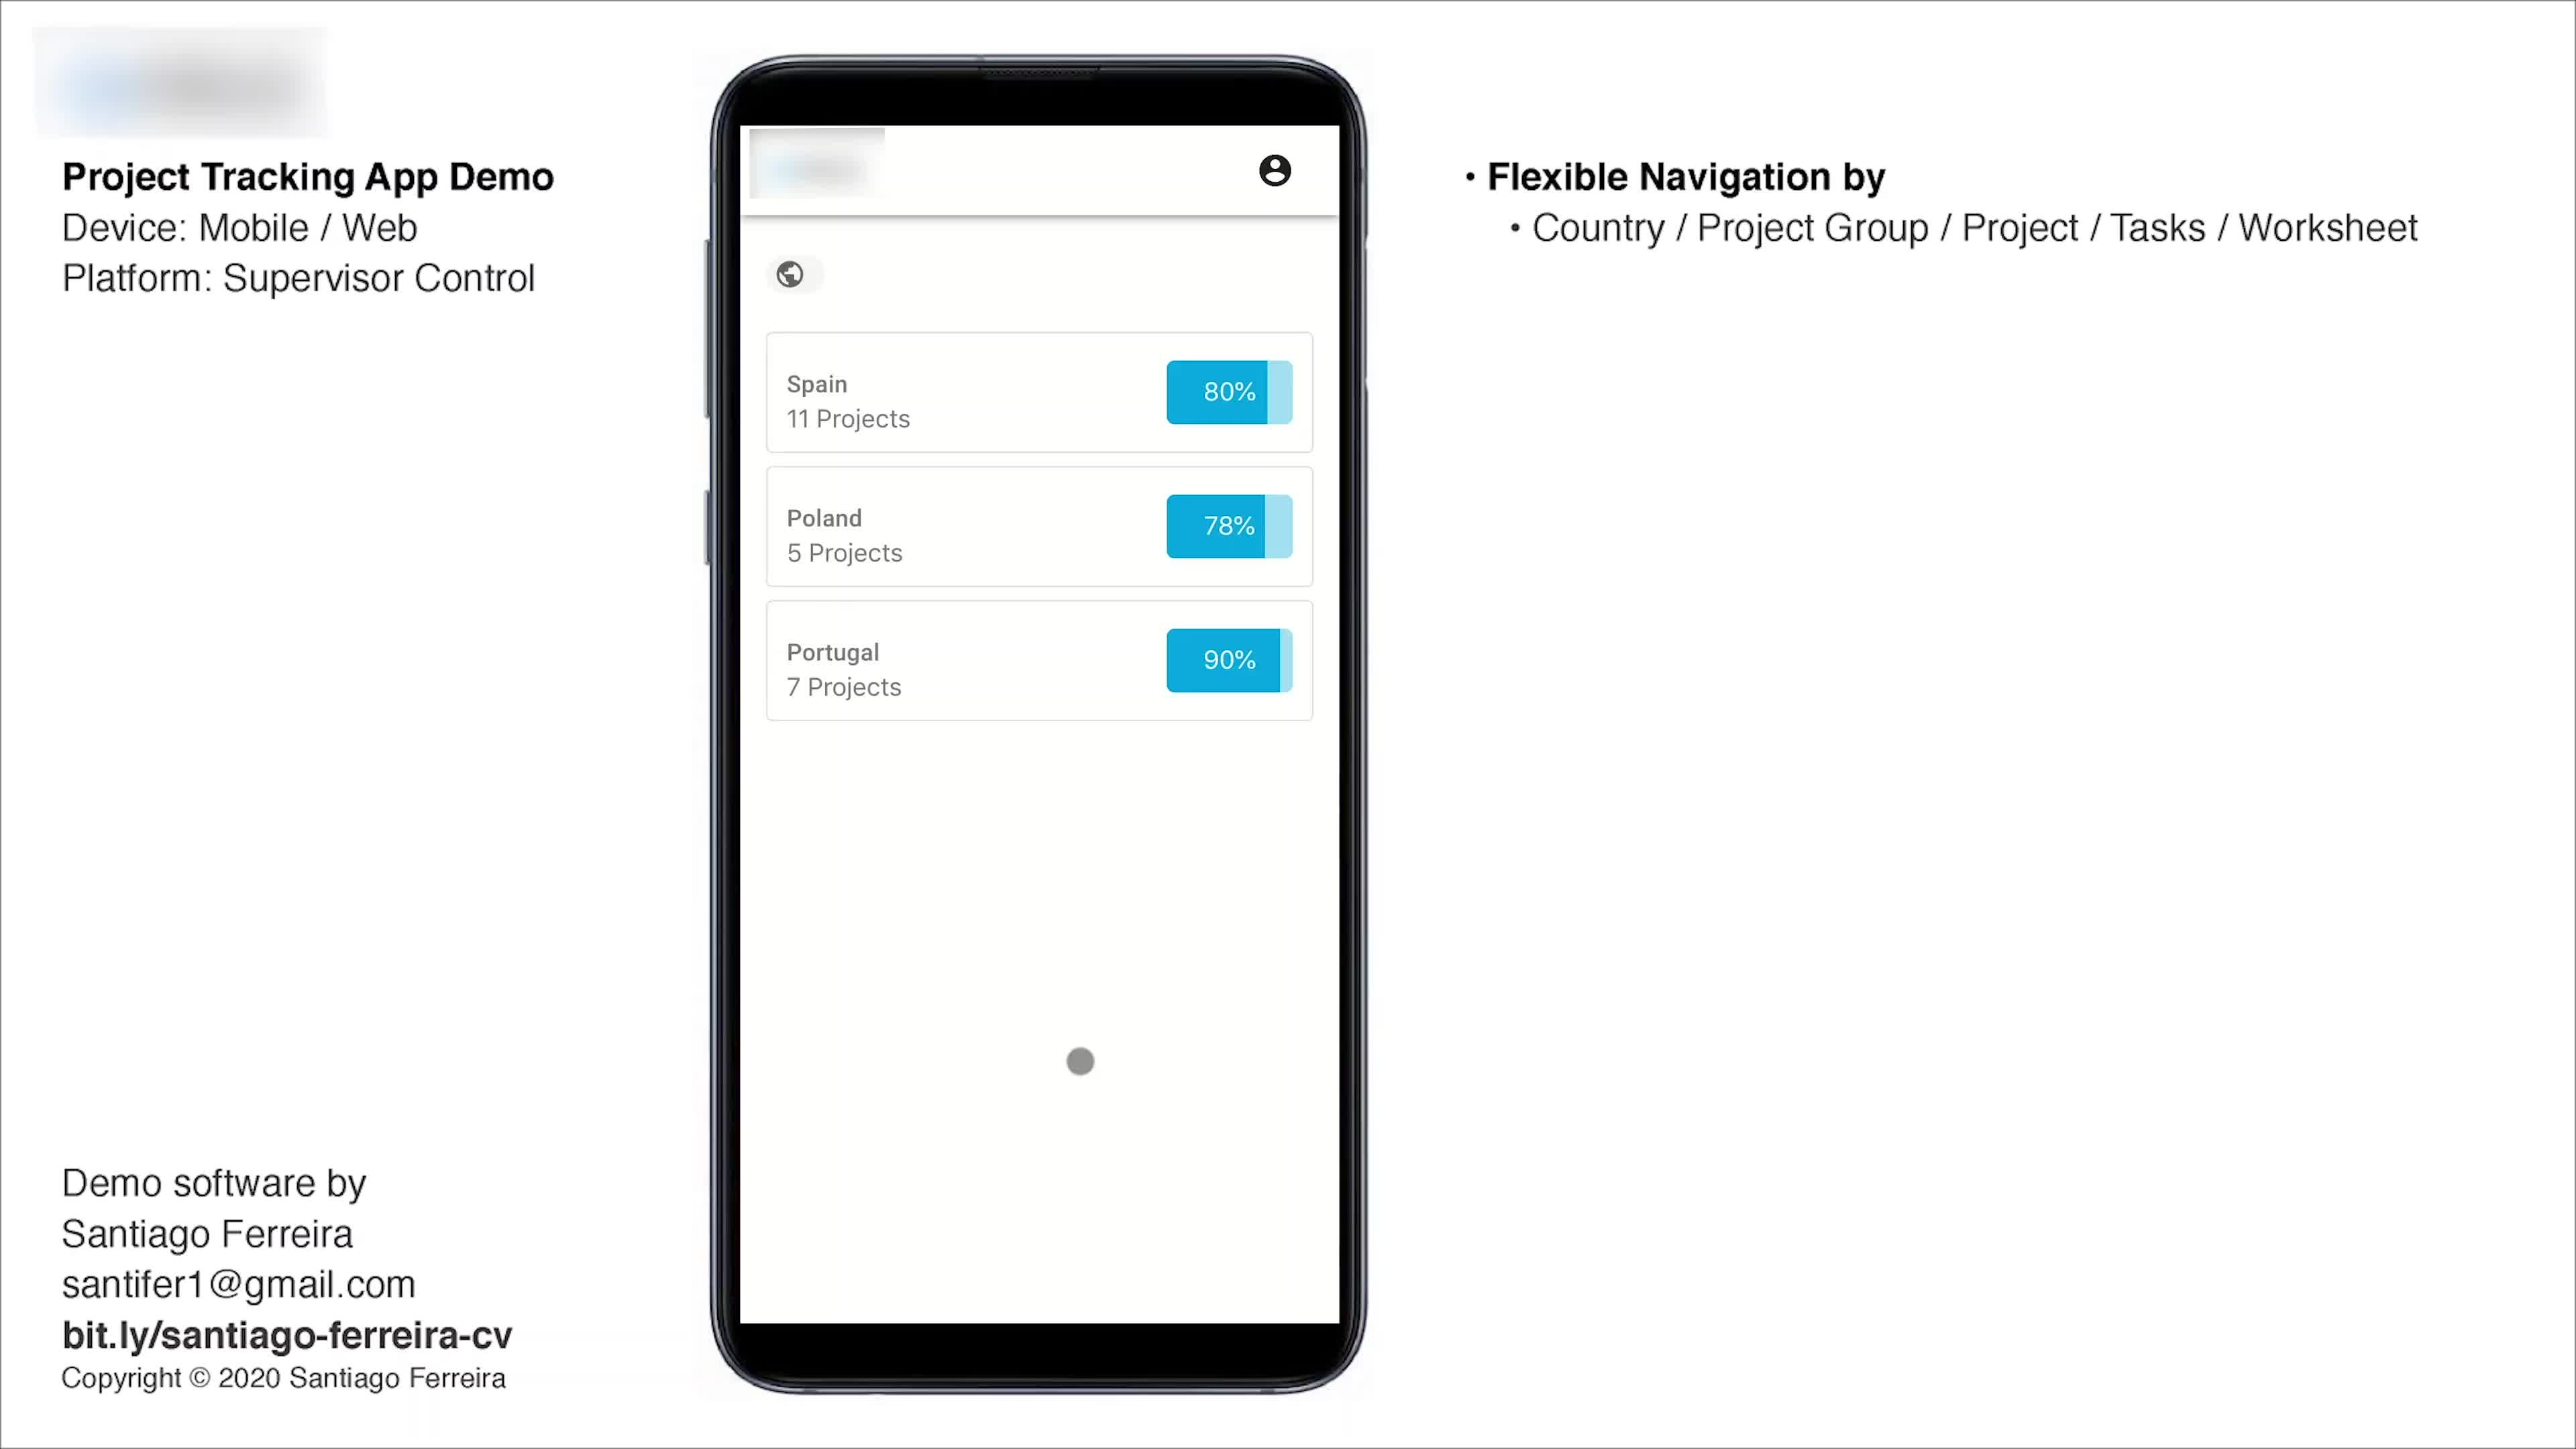 Project Tracking App Demo
Device: Mobile / Web
Platform: Supervisor Control
Spain
11 Projects
80%
Poland
5 Projects
78%
Portugal
7 Projects
90%
• Flexible Navigation by
• Country / Project Group / Project / Tasks / Worksheet
Demo software by
Santiago Ferreira
santifer1@gmail.com
bit.ly/santiago-ferreira-cv
Copyright © 2020 Santiago Ferreira